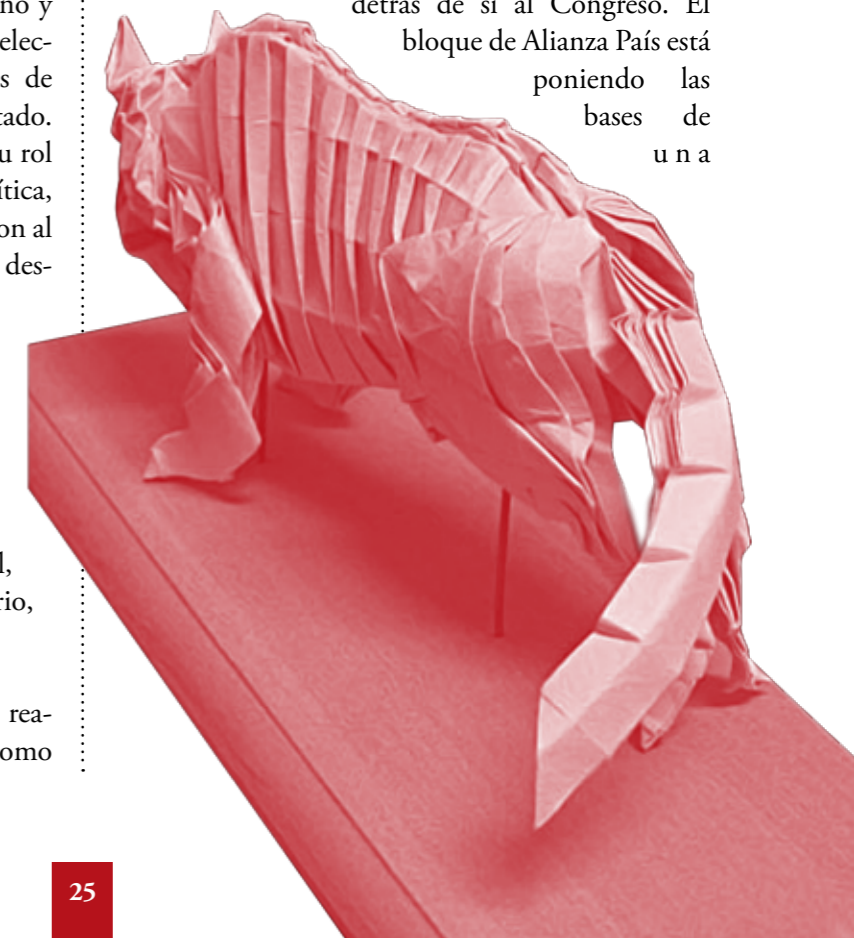 no y
elec-
s de
tado.
u rol
ítica,
on al
des-
l,
rio,
rea-
omo
detrás de sí al Congreso. El
bloque de Alianza País está
poniendo las
bases de
una
25